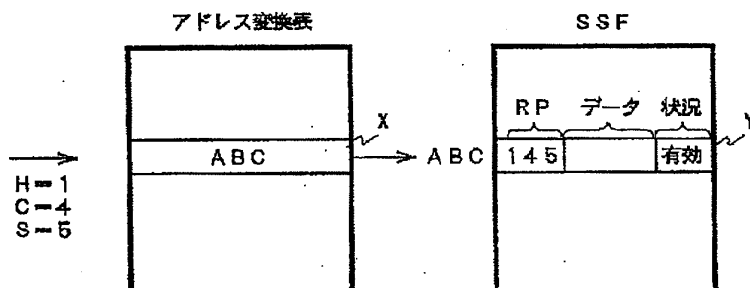 アドレス変換表
SSF
RP データ 状況
X
Y
ABC
ABC
145
有効
H=1
C=4
S=5